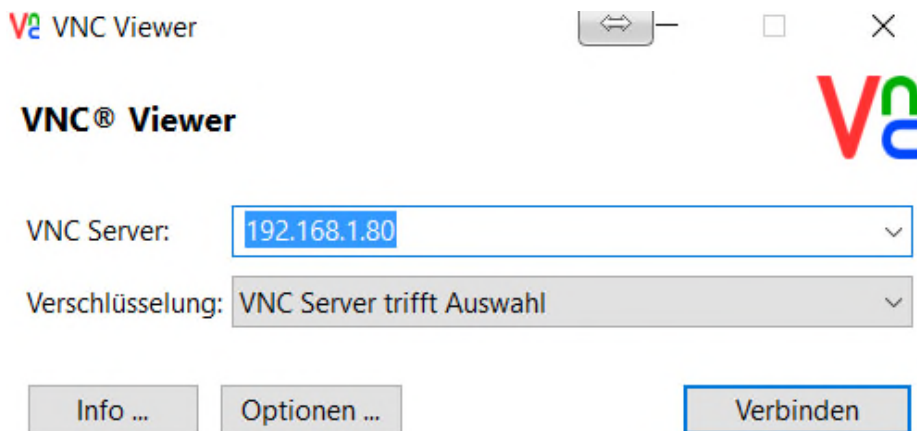 VNC Viewer
VNC® Viewer
VNC Server: 192.168.1.80
Verschlüsselung: VNC Server trifft Auswahl
Info ... Optionen ... Verbinden